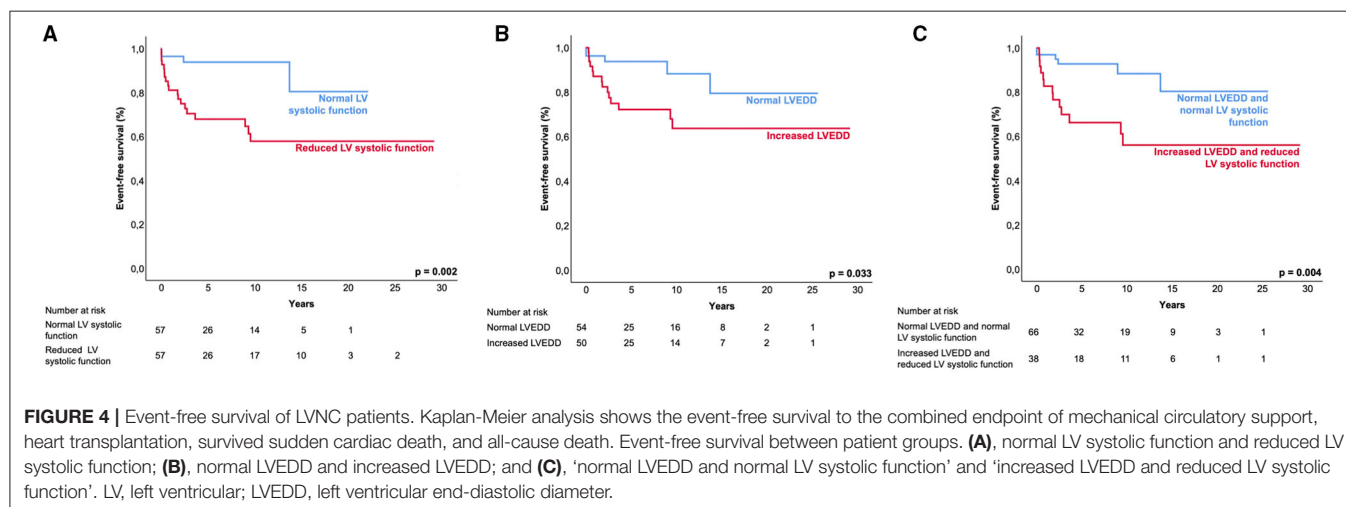 A
1,0
0,8
0,6
0,4
0,2
0,0
Event-free survival (%)
Normal LV
systolic function
Reduced LV systolic function
p = 0.002
0 5 10 15 20 25 30
Years
Number at risk
Normal LV systolic
function
57 26 14 5 1
Reduced LV
systolic function
57 26 17 10 3 2
B
1,0
0,8
0,6
0,4
0,2
0,0
Event-free survival (%)
Normal LVEDD
Increased LVEDD
p = 0.033
0 5 10 15 20 25 30
Years
Number at risk
Normal LVEDD 54 25 16 8 2 1
Increased LVEDD 50 25 14 7 2 1
C
1,0
0,8
0,6
0,4
0,2
0,0
Event-free survival (%)
Normal LVEDD and
normal LV systolic
function
Increased LVEDD and reduced
LV systolic function
p = 0.004
0 5 10 15 20 25 30
Years
Number at risk
Normal LVEDD and normal
LV systolic function
66 32 19 9 3 1
Increased LVEDD and
reduced LV systolic function
38 18 11 6 1 1
FIGURE 4 | Event-free survival of LVNC patients. Kaplan-Meier analysis shows the event-free survival to the combined endpoint of mechanical circulatory support,
heart transplantation, survived sudden cardiac death, and all-cause death. Event-free survival between patient groups. (A), normal LV systolic function and reduced LV
systolic function; (B), normal LVEDD and increased LVEDD; and (C), ‘normal LVEDD and normal LV systolic function’ and ‘increased LVEDD and reduced LV systolic
function’. LV, left ventricular; LVEDD, left ventricular end-diastolic diameter.